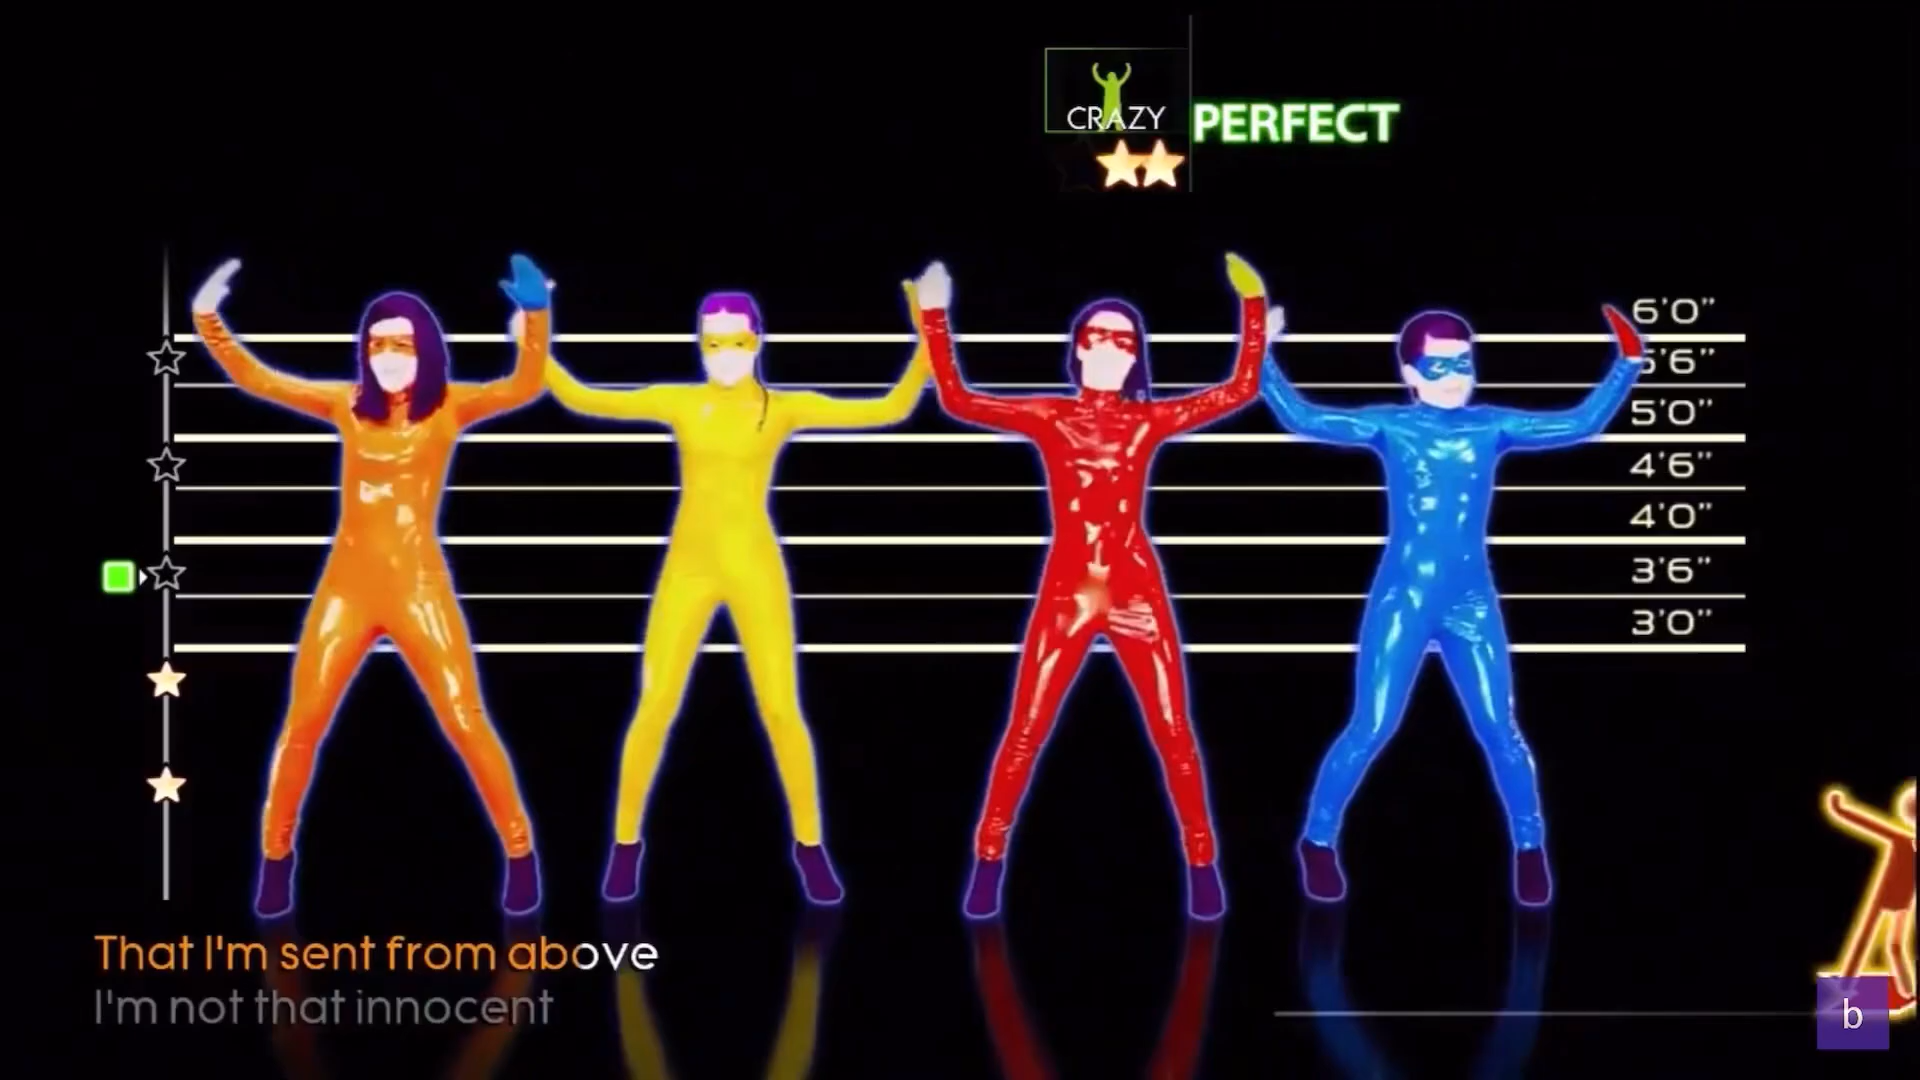 CRAZY
PERFECT
6'0"
5'6"
5'0"
4'6"
4'0"
3'6"
3'0"
That I'm sent from above
I'm not that innocent
b